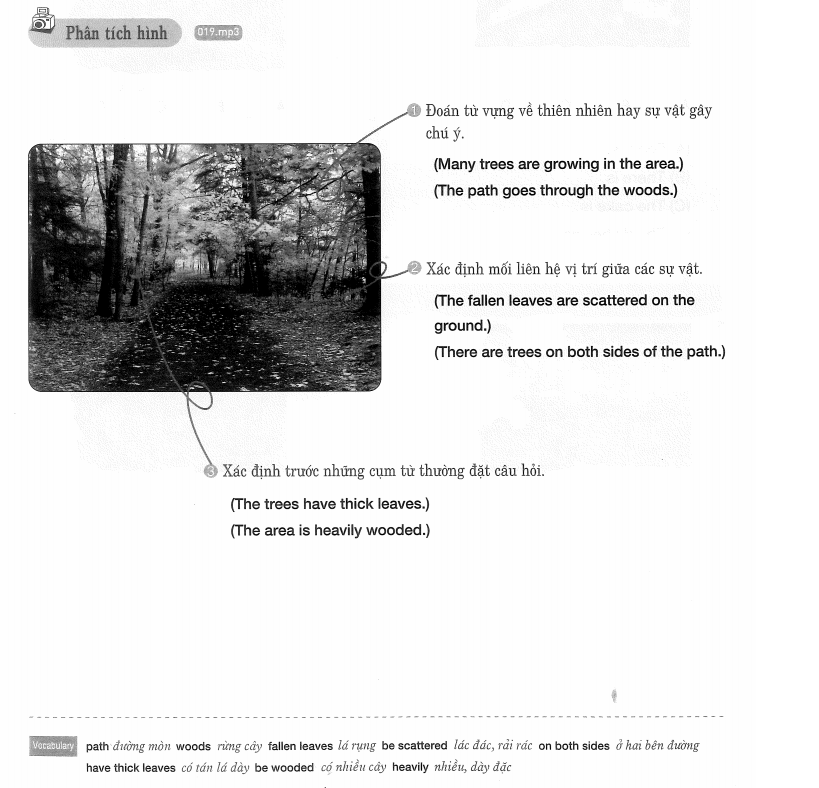 Phân tích hình 019.mp3
1 Đoán từ vựng về thiên nhiên hay sự vật gây
chú ý.
(Many trees are growing in the area.)
(The path goes through the woods.)
2 Xác định mối liên hệ vị trí giữa các sự vật.
(The fallen leaves are scattered on the
ground.)
(There are trees on both sides of the path.)
3 Xác định trước những cụm từ thường đặt câu hỏi.
(The trees have thick leaves.)
(The area is heavily wooded.)
Vocabulary path đường mòn woods rừng cây fallen leaves lá rụng be scattered lác đác, rải rác on both sides ở hai bên đường
have thick leaves có tán lá dày be wooded có nhiều cây heavily nhiều, dày đặc